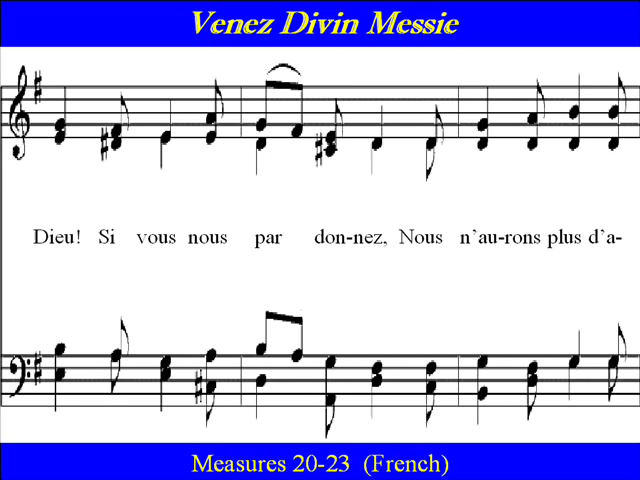 Venez Divin Messie
Dieu! Si vous nous par don-nez, Nous n'au-rons plus d'a-
Measures 20-23 (French)